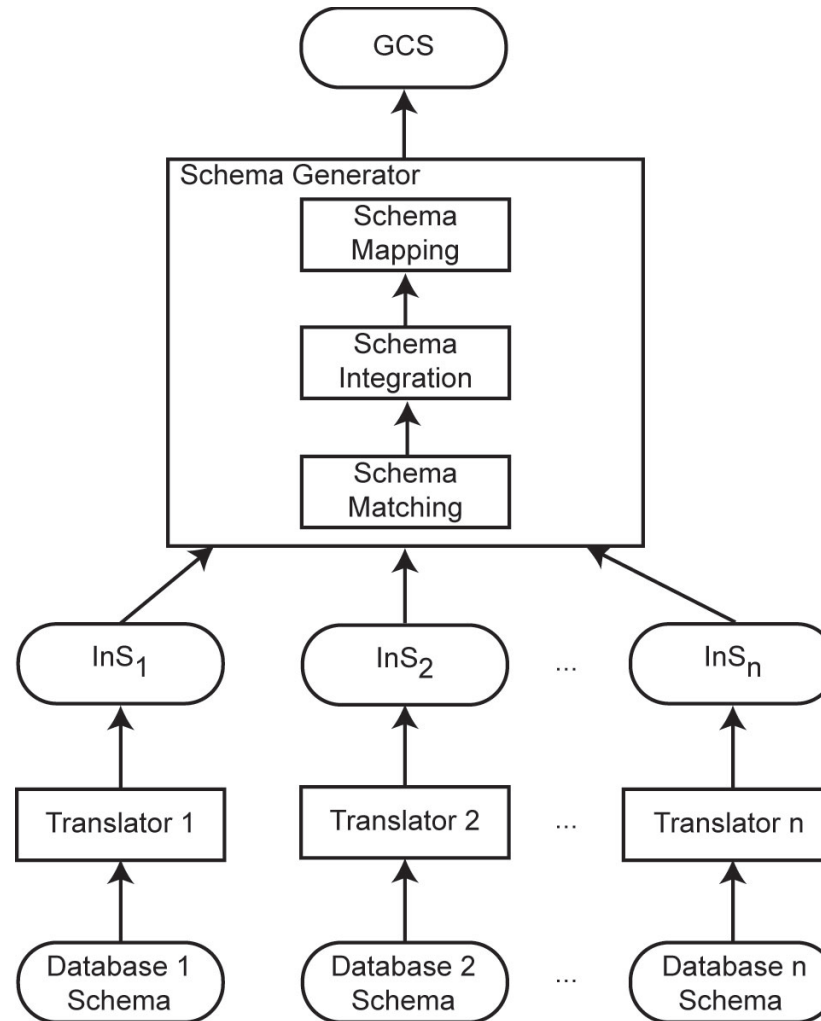 GCS
Schema Generator
Schema
Mapping
Schema
Integration
Schema
Matching
InS1
InS2
...
InSn
Translator 1
Translator 2
...
Translator n
Database 1
Schema
Database 2
Schema
...
Database n
Schema